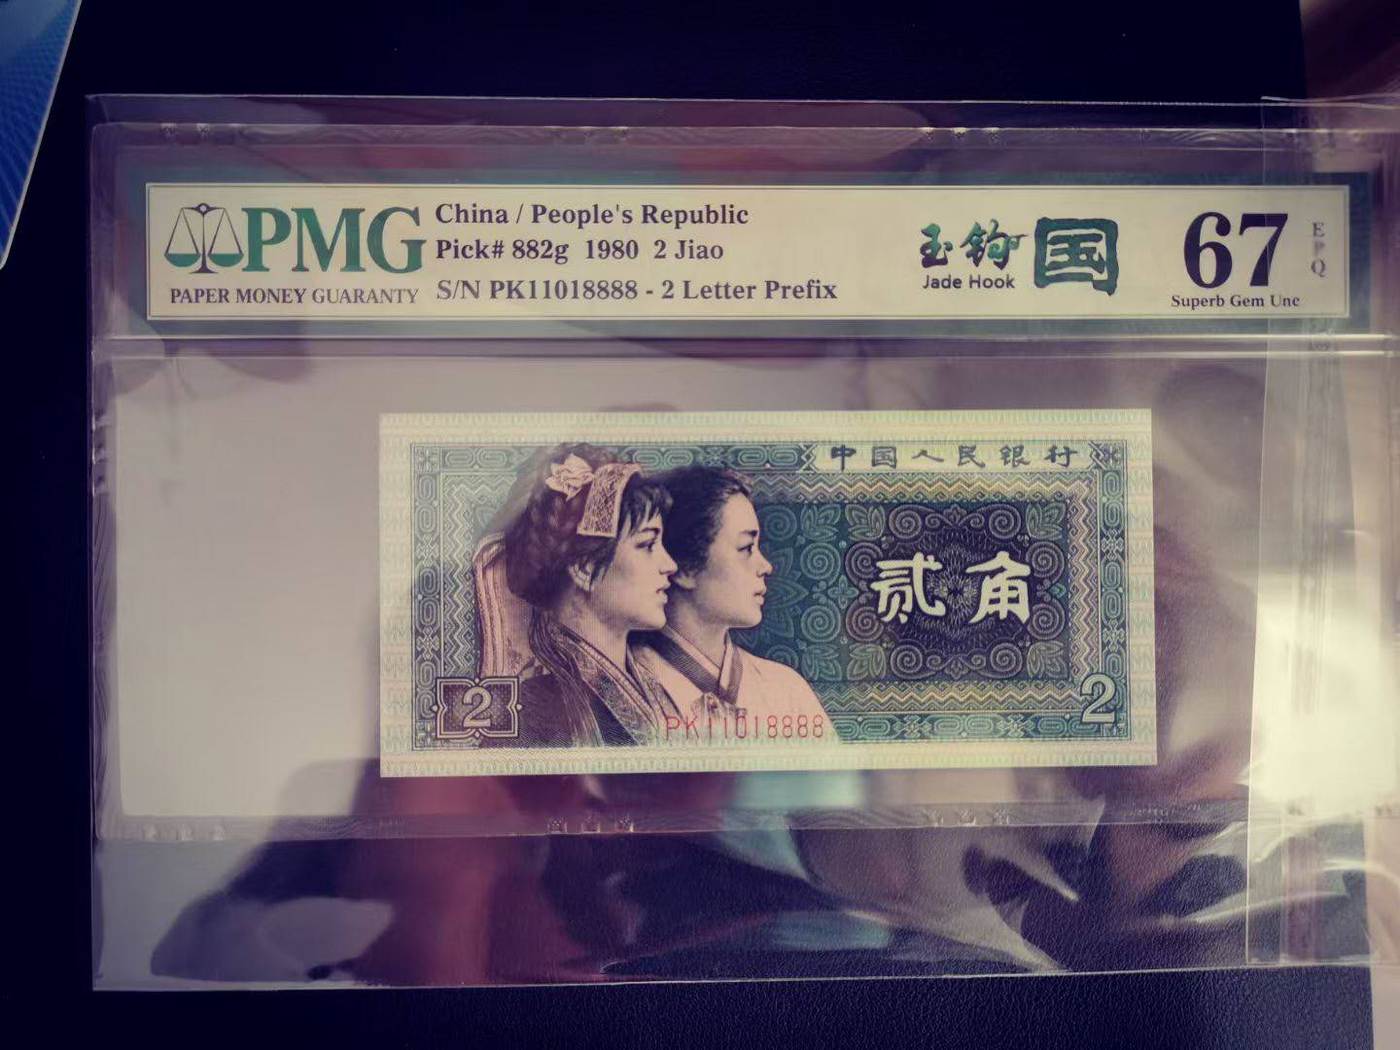 PMG
PAPER MONEY GUARANTY
China / People's Republic
Pick# 882g 1980 2 Jiao
S/N PK11018888 - 2 Letter Prefix
玉鉤
Jade Hook
国
67
EPQ
Superb Gem Unc
中国人民银行
贰角
2
2
PK11018888